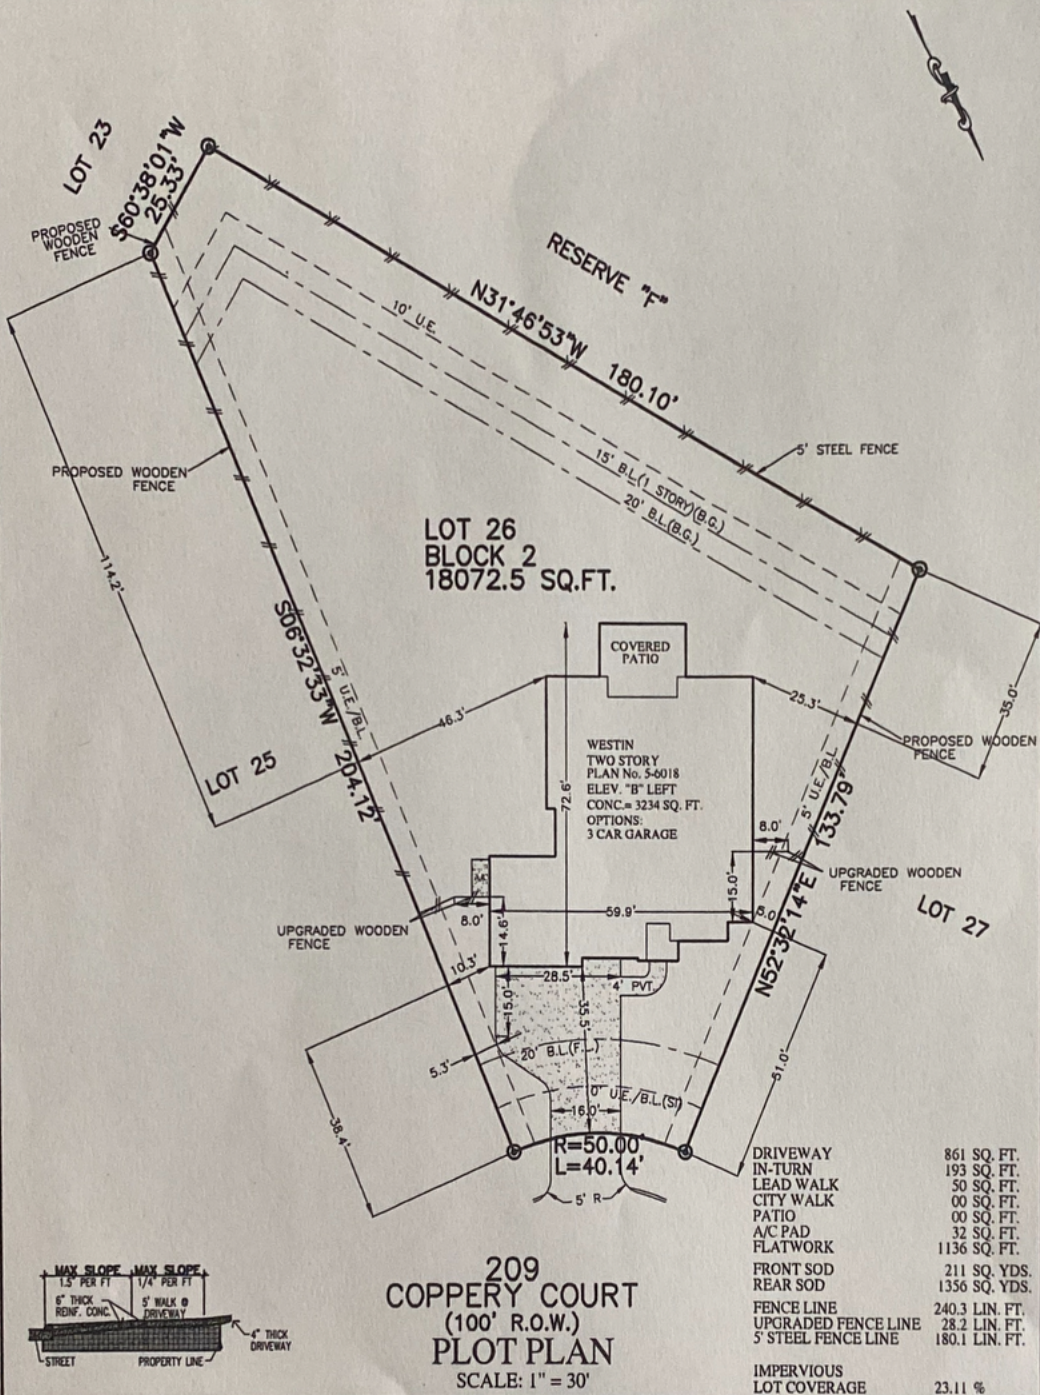 LOT 23
S60°38'01"W
25.33'
PROPOSED
WOODEN
FENCE
RESERVE "F"
N31°46'53"W 180.10'
10' U.E.
15' B.L.(1 STORY)(B.G.)
20' B.L.(B.G.)
5' STEEL FENCE
PROPOSED WOODEN
FENCE
114.2'
LOT 26
BLOCK 2
18072.5 SQ.FT.
S06°32'33"W 204.12'
5' U.E./B.L.
LOT 25
46.3'
COVERED
PATIO
25.3'
35.0'
PROPOSED WOODEN
FENCE
WESTIN
TWO STORY
PLAN No. 5-6018
ELEV. "B" LEFT
CONC.= 3234 SQ. FT.
OPTIONS:
3 CAR GARAGE
72.6'
5' U.E./B.L.
N52°32'14"E 133.79'
8.0'
15.0'
UPGRADED WOODEN
FENCE
LOT 27
59.9'
5.0'
UPGRADED WOODEN
FENCE
8.0'
14.6'
10.3'
28.5'
4' PVT.
15.0'
35.5'
5.3'
20' B.L.(F.L.)
0' U.E./B.L.(S1)
16.0'
38.4'
51.0'
R=50.00'
L=40.14'
5' R
DRIVEWAY 861 SQ. FT.
IN-TURN 193 SQ. FT.
LEAD WALK 50 SQ. FT.
CITY WALK 00 SQ. FT.
PATIO 00 SQ. FT.
A/C PAD 32 SQ. FT.
FLATWORK 1136 SQ. FT.
FRONT SOD 211 SQ. YDS.
REAR SOD 1356 SQ. YDS.
FENCE LINE 240.3 LIN. FT.
UPGRADED FENCE LINE 28.2 LIN. FT.
5' STEEL FENCE LINE 180.1 LIN. FT.
IMPERVIOUS
LOT COVERAGE 23.11 %
MAX SLOPE MAX SLOPE
1.5" PER FT 1/4" PER FT
6" THICK
REINF. CONC.
5' WALK @
DRIVEWAY
4" THICK
DRIVEWAY
STREET PROPERTY LINE
209
COPPERY COURT
(100' R.O.W.)
PLOT PLAN
SCALE: 1" = 30'